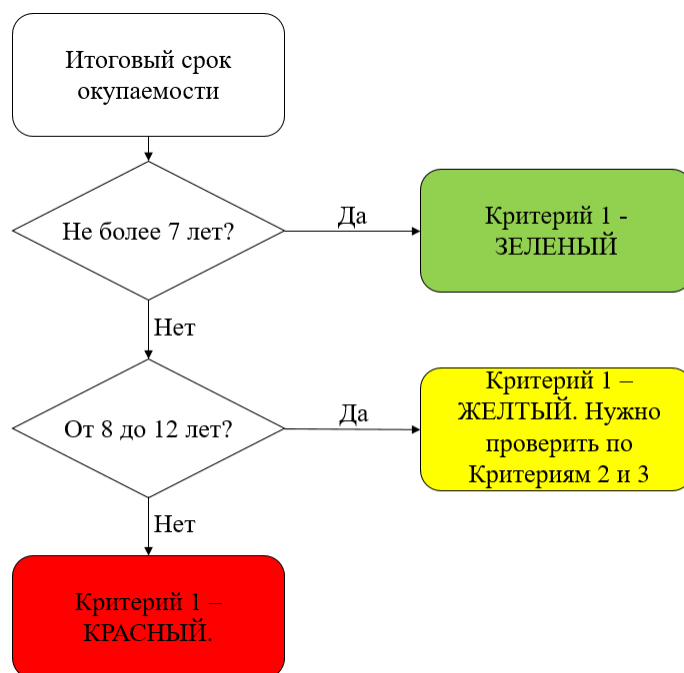 Итоговый срок
окупаемости
Не более 7 лет?
Да
Критерий 1 -
ЗЕЛЕНЫЙ
Нет
От 8 до 12 лет?
Да
Критерий 1 –
ЖЕЛТЫЙ. Нужно
проверить по
Критериям 2 и 3
Нет
Критерий 1 –
КРАСНЫЙ.